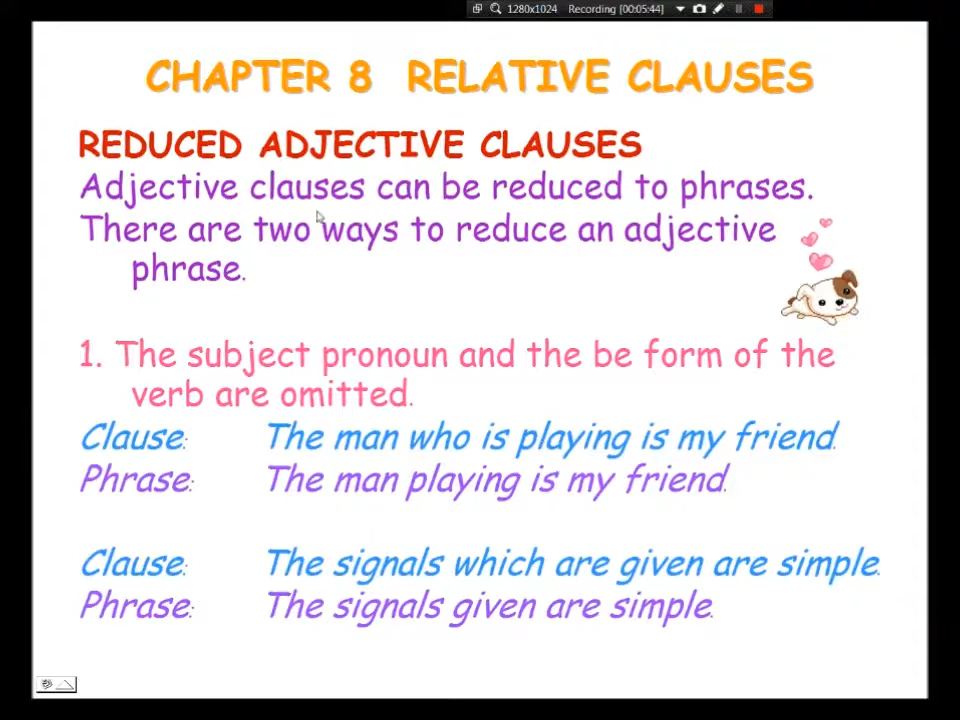 1280x1024 Recording [00:05:44]
CHAPTER 8 RELATIVE CLAUSES
REDUCED ADJECTIVE CLAUSES
Adjective clauses can be reduced to phrases.
There are two ways to reduce an adjective
phrase.
1. The subject pronoun and the be form of the
verb are omitted.
Clause: The man who is playing is my friend.
Phrase: The man playing is my friend.
Clause: The signals which are given are simple.
Phrase: The signals given are simple.